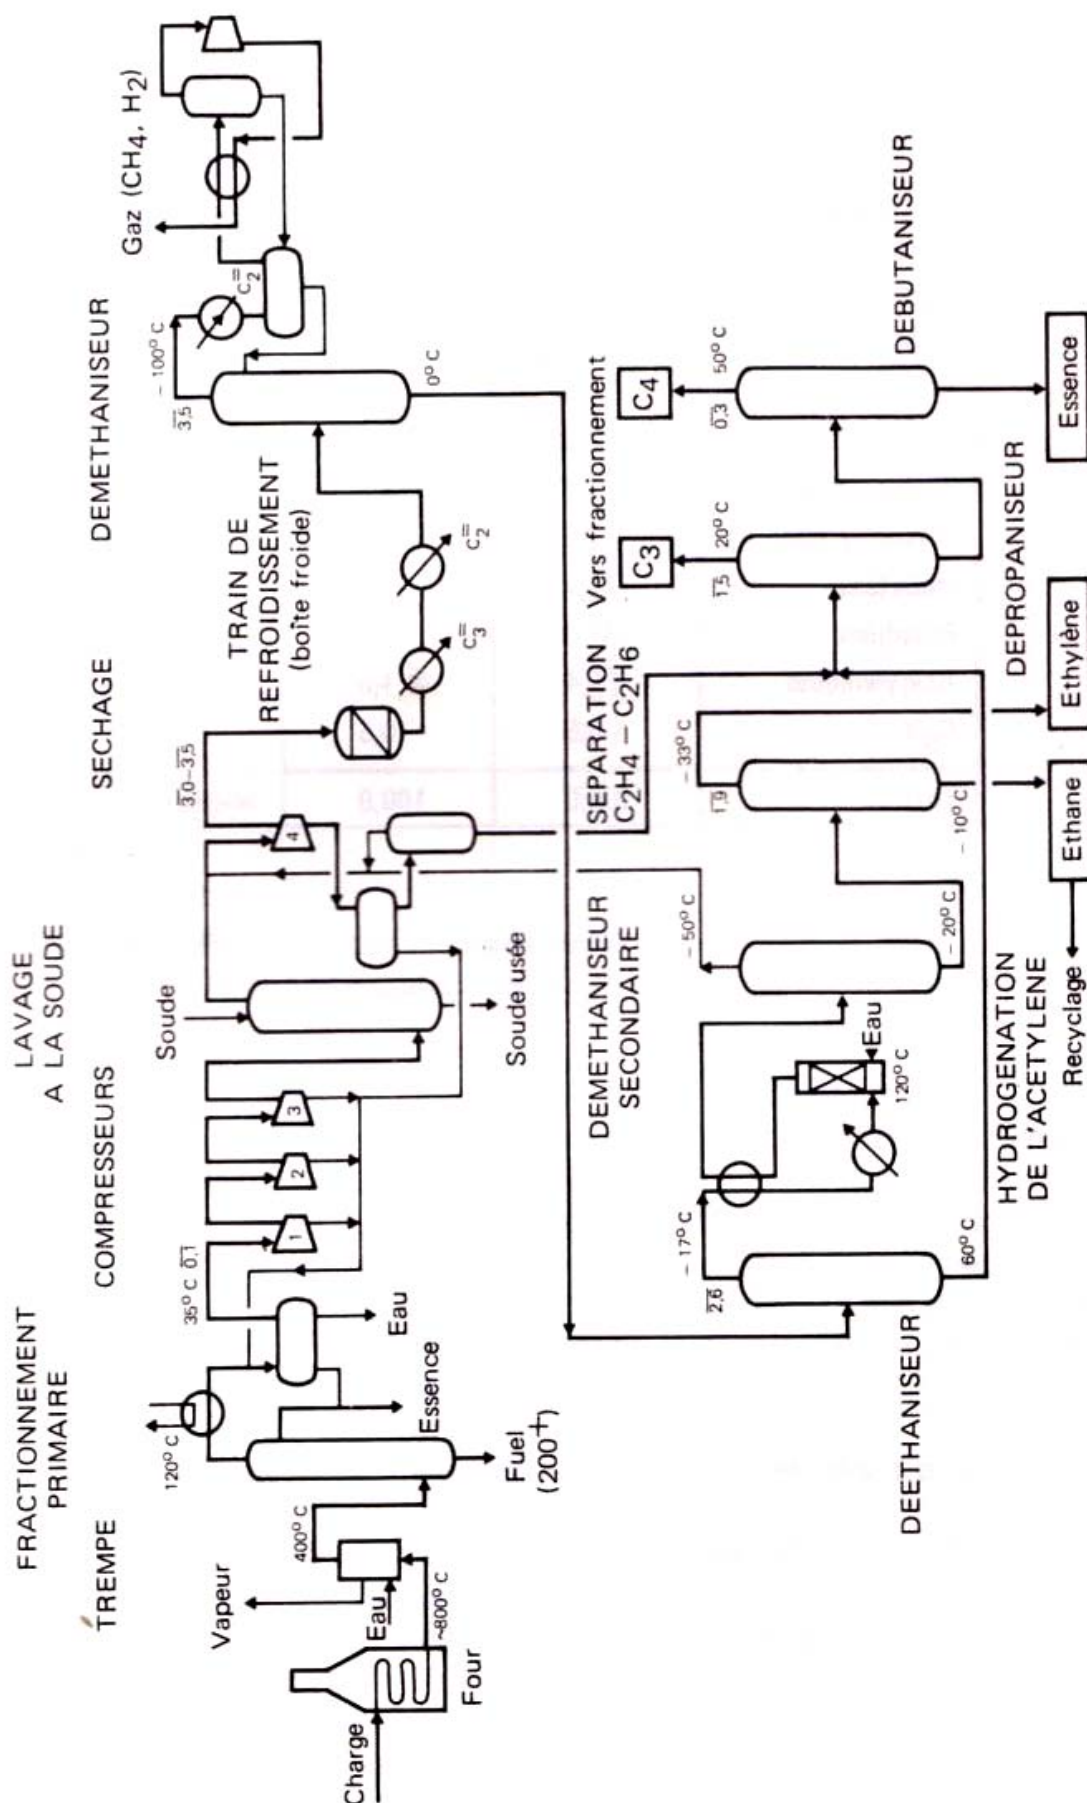 FRACTIONNEMENT
PRIMAIRE
TREMPE
COMPRESSEURS
LAVAGE
A LA SOUDE
SECHAGE
DEMETHANISEUR
Charge
Four
~800° C
Eau
Vapeur
400° C
120° C
Fuel
(200+)
Essence
Eau
35° C
0,1
1
2
3
Soude
Soude usée
4
3,0–3,5
TRAIN DE
REFROIDISSEMENT
(boîte froide)
C3=
C2=
3,5
– 100° C
0° C
C2=
Gaz (CH4, H2)
DEETHANISEUR
2,6
– 17° C
60° C
120° C
Eau
HYDROGENATION
DE L'ACETYLENE
DEMETHANISEUR
SECONDAIRE
– 50° C
– 20° C
SEPARATION
C2H4 – C2H6
1,9
– 33° C
– 10° C
Recyclage
Ethane
Ethylène
Vers fractionnement
C3
1,5
20° C
DEPROPANISEUR
C4
0,3
50° C
DEBUTANISEUR
Essence